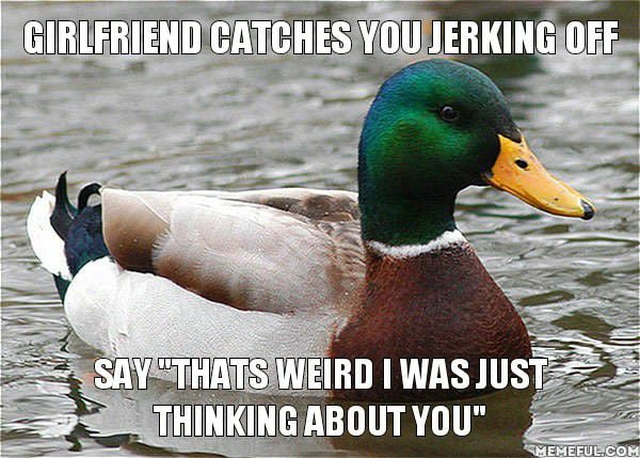 GIRLFRIEND CATCHES YOU JERKING OFF
SAY "THATS WEIRD I WAS JUST
THINKING ABOUT YOU"
MEMEFUL.COM